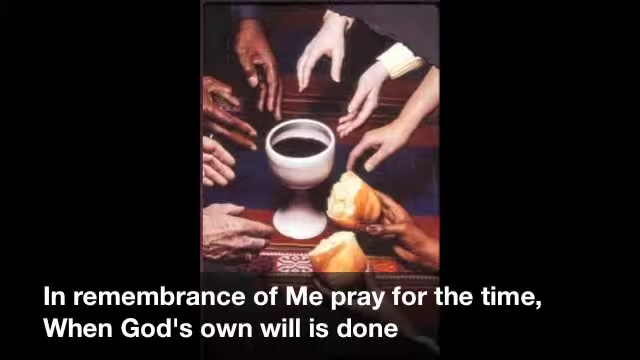 In remembrance of Me pray for the time,
When God's own will is done